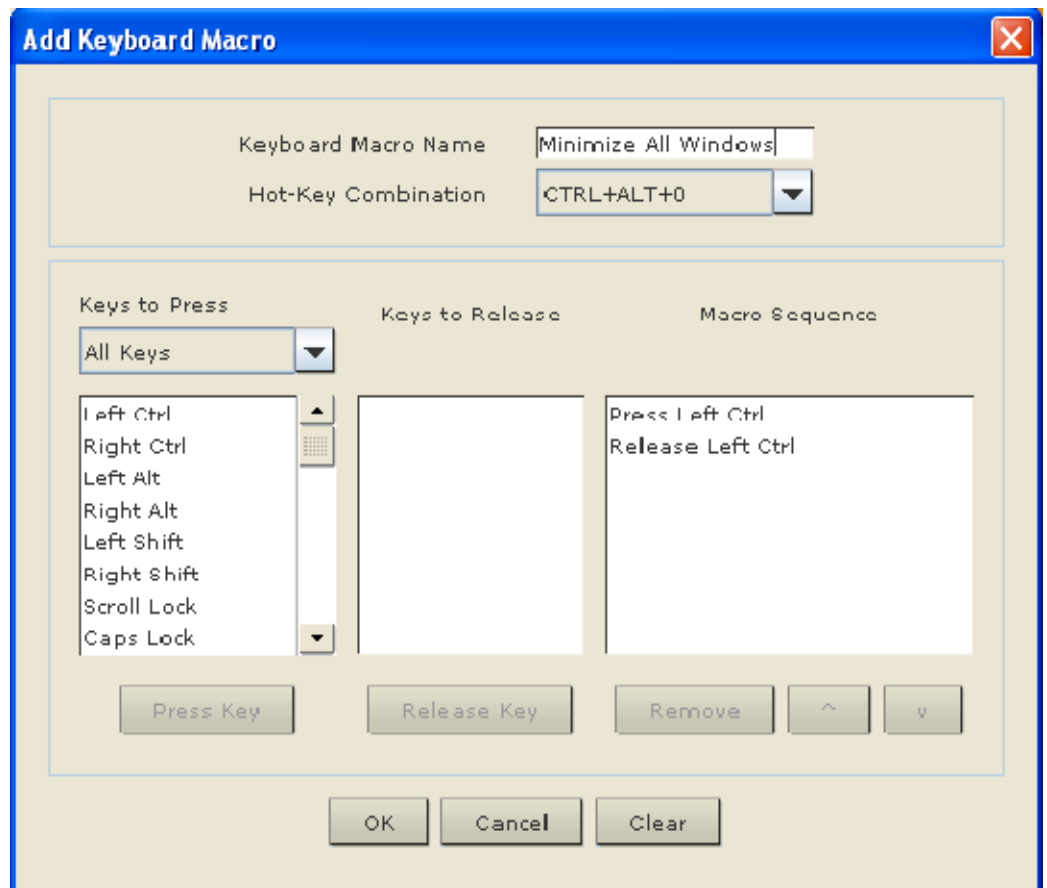 Add Keyboard Macro
Keyboard Macro Name
Minimize All Windows
Hot-Key Combination
CTRL+ALT+0
Keys to Press
Keys to Release
Macro Sequence
All Keys
Left Ctrl
Right Ctrl
Left Alt
Right Alt
Left Shift
Right Shift
Scroll Lock
Caps Lock
Press Left Ctrl
Release Left Ctrl
Press Key
Release Key
Remove
^
v
OK
Cancel
Clear